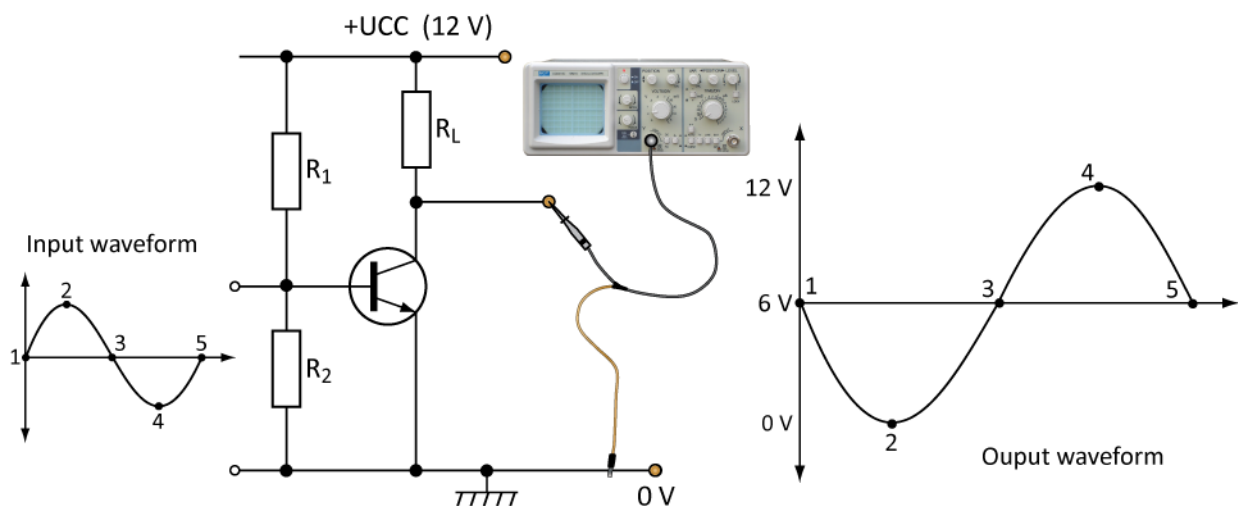 +UCC (12 V)
R1
RL
R2
0 V
Input waveform
1
2
3
4
5
12 V
6 V
0 V
1
2
3
4
5
Ouput waveform